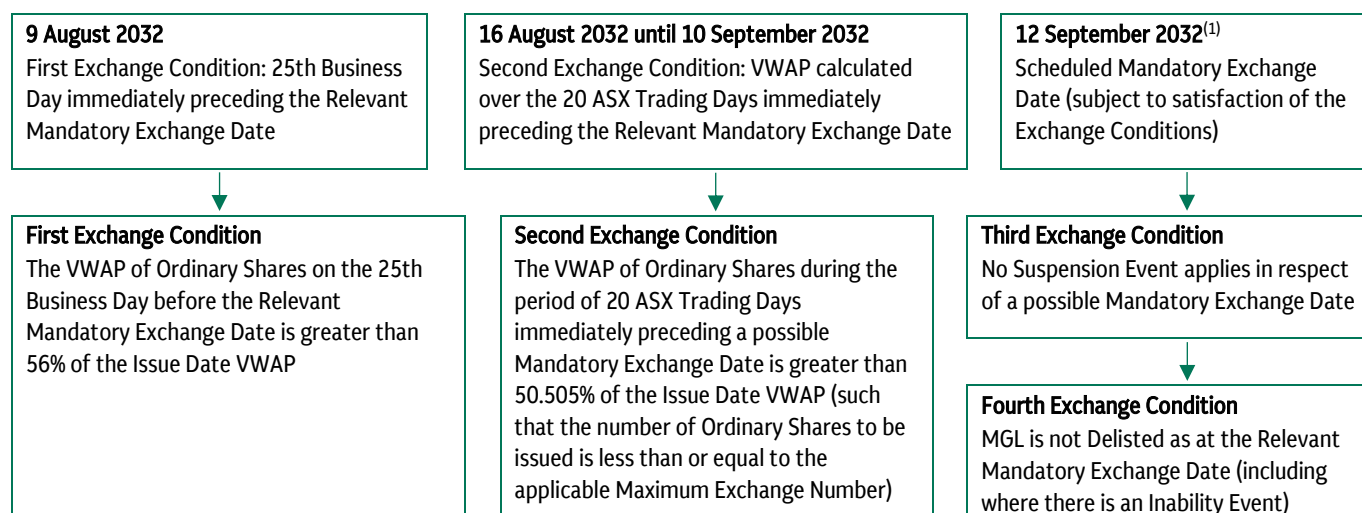 9 August 2032
First Exchange Condition: 25th Business
Day immediately preceding the Relevant
Mandatory Exchange Date
16 August 2032 until 10 September 2032
Second Exchange Condition: VWAP calculated
over the 20 ASX Trading Days immediately
preceding the Relevant Mandatory Exchange Date
12 September 2032(1)
Scheduled Mandatory Exchange
Date (subject to satisfaction of the
Exchange Conditions)
First Exchange Condition
The VWAP of Ordinary Shares on the 25th
Business Day before the Relevant
Mandatory Exchange Date is greater than
56% of the Issue Date VWAP
Second Exchange Condition
The VWAP of Ordinary Shares during the
period of 20 ASX Trading Days
immediately preceding a possible
Mandatory Exchange Date is greater than
50.505% of the Issue Date VWAP (such
that the number of Ordinary Shares to be
issued is less than or equal to the
applicable Maximum Exchange Number)
Third Exchange Condition
No Suspension Event applies in respect
of a possible Mandatory Exchange Date
Fourth Exchange Condition
MGL is not Delisted as at the Relevant
Mandatory Exchange Date (including
where there is an Inability Event)